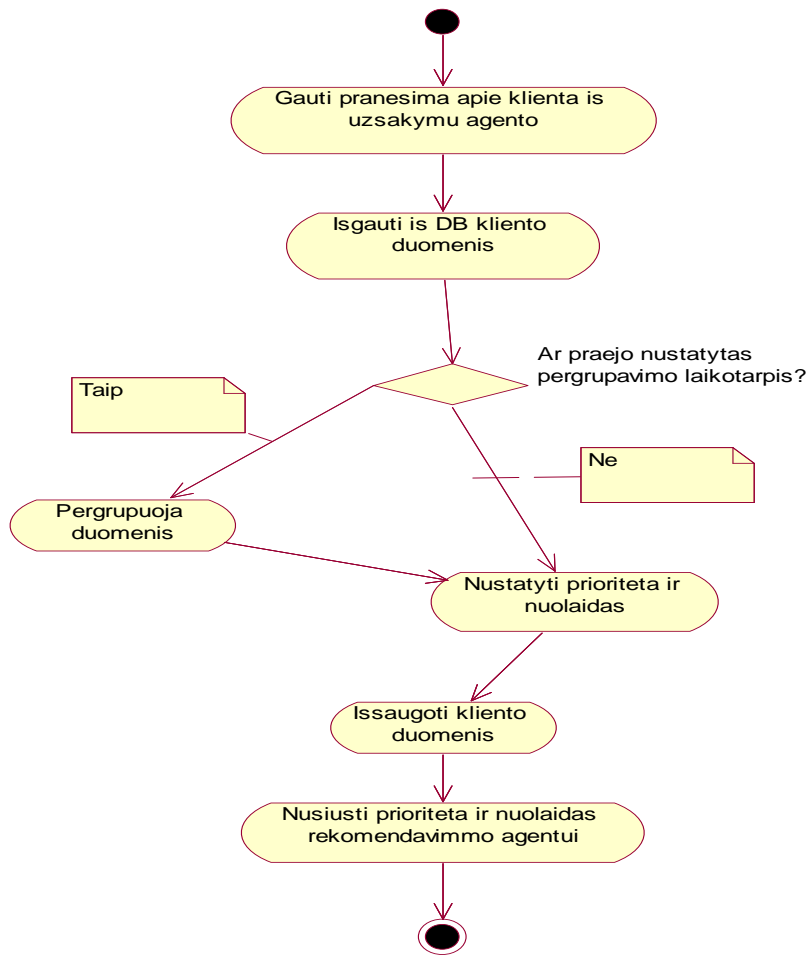 Gauti pranesima apie klienta is
uzsakymu agento
Isgauti is DB kliento
duomenis
Ar praejo nustatytas
pergrupavimo laikotarpis?
Taip
Ne
Pergrupuoja
duomenis
Nustatyti prioriteta ir
nuolaidas
Issaugoti kliento
duomenis
Nusiusti prioriteta ir nuolaidas
rekomendavimmo agentui